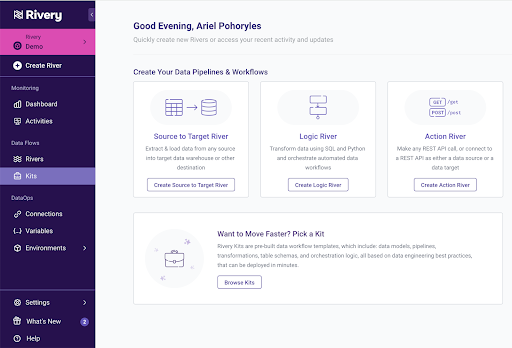 Rivery
Rivery
Demo
Create River
Monitoring
Dashboard
Activities
Data Flows
Rivers
Kits
DataOps
Connections
Variables
Environments
Settings
What's New
2
Help
Good Evening, Ariel Pohoryles
Quickly create new Rivers or access your recent activity and updates
Create Your Data Pipelines & Workflows
Source to Target River
Extract & load data from any source
into target data warehouse or other
destination
Create Source to Target River
Logic River
Transform data using SQL and Python
and orchestrate automated data
workflows
Create Logic River
GET /get
POST /post
Action River
Make any REST API call, or connect to
a REST API as either a data source or a
data target
Create Action River
Want to Move Faster? Pick a Kit
Rivery Kits are pre-built data workflow templates, which include: data models, pipelines,
transformations, table schemas, and orchestration logic, all based on data engineering best practices,
that can be deployed in minutes.
Browse Kits